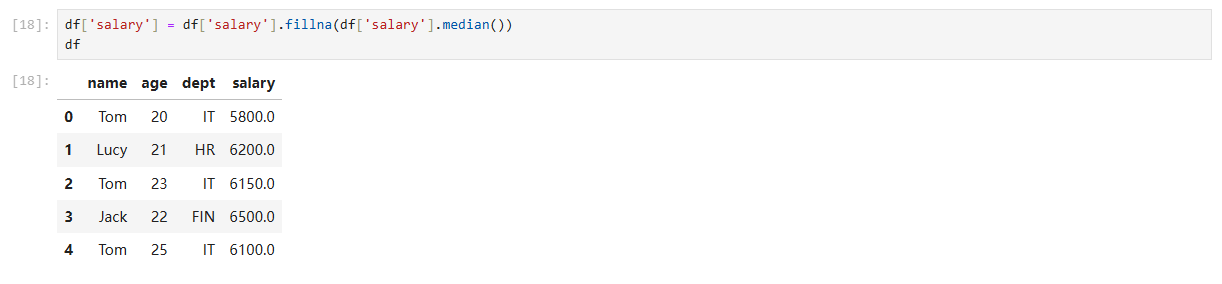 [18]: df['salary'] = df['salary'].fillna(df['salary'].median())
df
[18]: name age dept salary
0 Tom 20 IT 5800.0
1 Lucy 21 HR 6200.0
2 Tom 23 IT 6150.0
3 Jack 22 FIN 6500.0
4 Tom 25 IT 6100.0